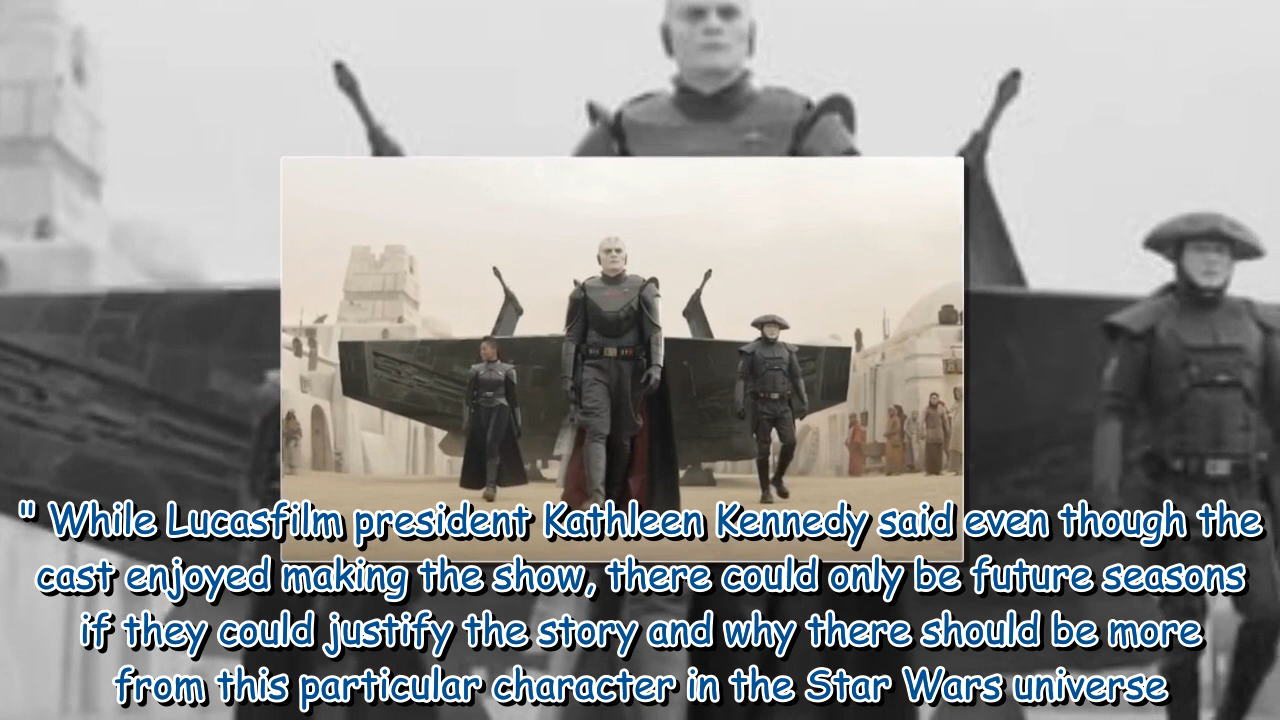 " While Lucasfilm president Kathleen Kennedy said even though the
cast enjoyed making the show, there could only be future seasons
if they could justify the story and why there should be more
from this particular character in the Star Wars universe